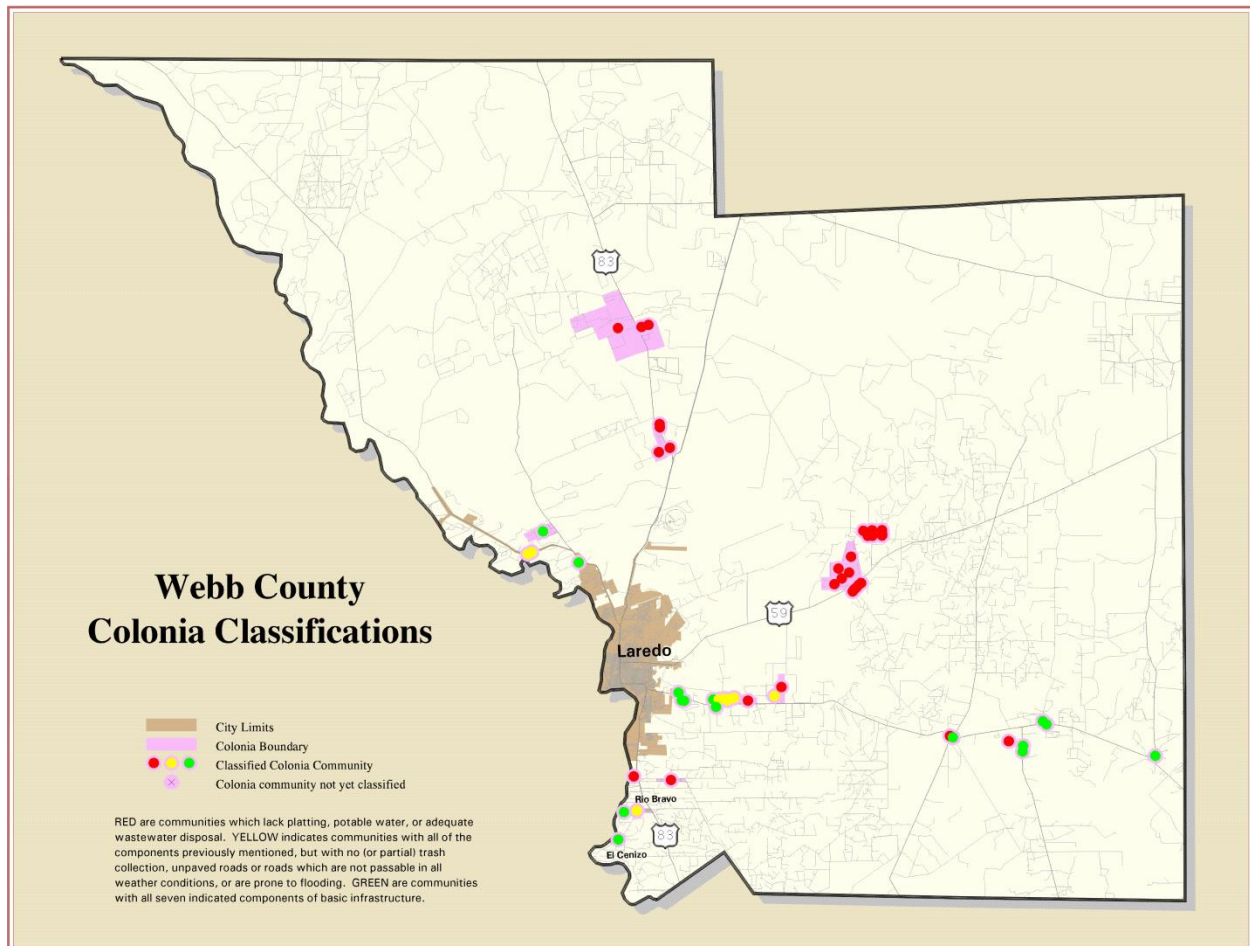 83
59
Webb County
Colonia Classifications
Laredo
City Limits
Colonia Boundary
Classified Colonia Community
Colonia community not yet classified
Rio Bravo
83
El Cenizo
RED are communities which lack platting, potable water, or adequate
wastewater disposal. YELLOW indicates communities with all of the
components previously mentioned, but with no (or partial) trash
collection, unpaved roads or roads which are not passable in all
weather conditions, or are prone to flooding. GREEN are communities
with all seven indicated components of basic infrastructure.